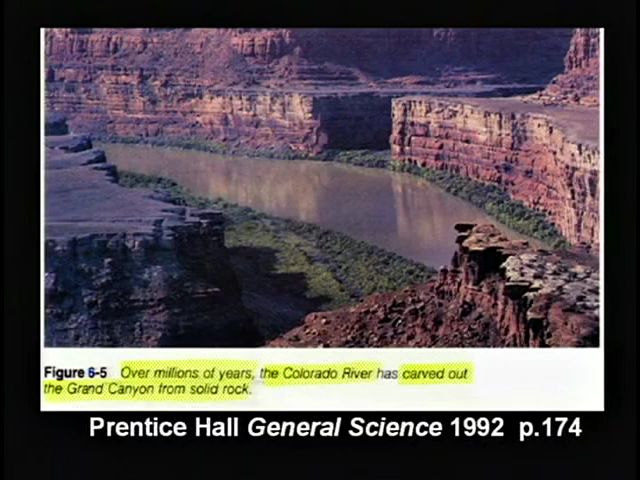 Figure 6-5 Over millions of years, the Colorado River has carved out
the Grand Canyon from solid rock.
Prentice Hall General Science 1992 p.174